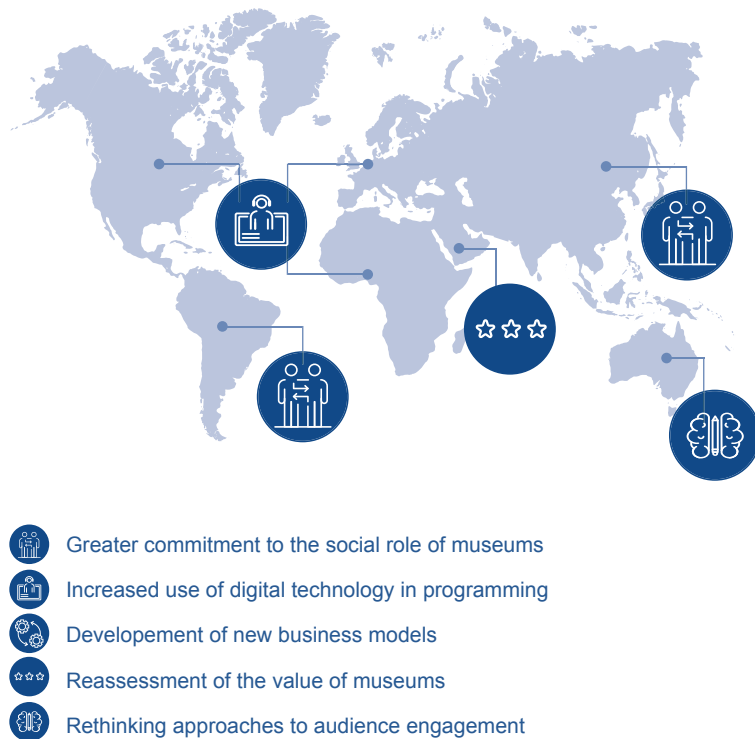 Greater commitment to the social role of museums
Increased use of digital technology in programming
Developement of new business models
Reassessment of the value of museums
Rethinking approaches to audience engagement